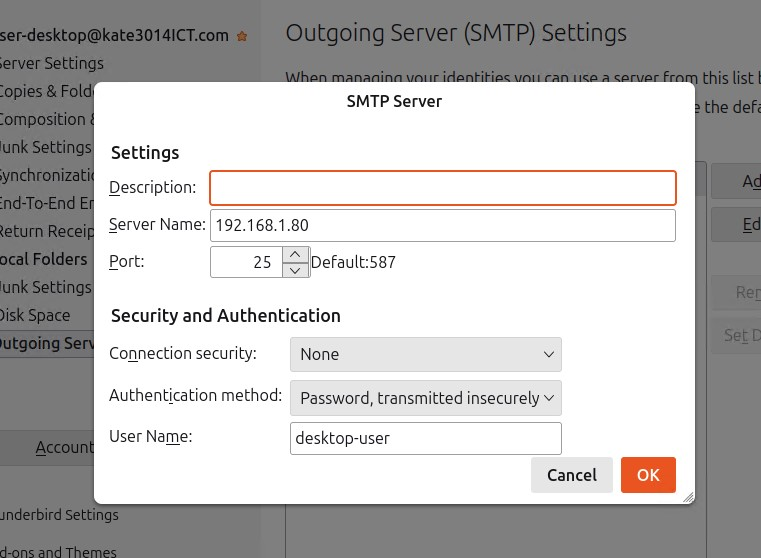 ser-desktop@kate3014ICT.com
Server Settings
Copies & Folde
Composition &
Junk Settings
Synchronizatio
End-To-End En
Return Receip
Local Folders
Junk Settings
Disk Space
Outgoing Serv
Account
underbird Settings
d-ons and Themes
Outgoing Server (SMTP) Settings
When managing your identities you can use a server from this list b
e the defa
Ad
Ed
Rem
Set D
SMTP Server
Settings
Description:
Server Name: 192.168.1.80
Port: 25 Default:587
Security and Authentication
Connection security: None
Authentication method: Password, transmitted insecurely
User Name: desktop-user
Cancel OK